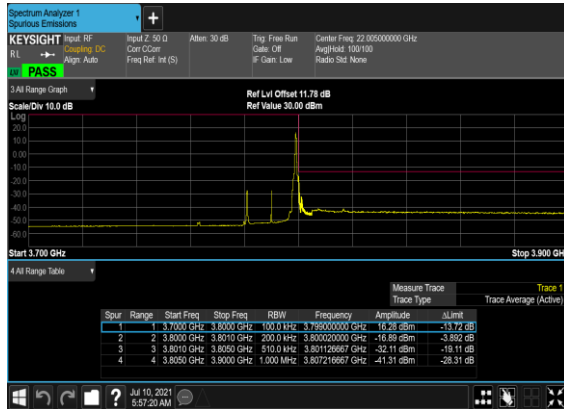 Spectrum Analyzer 1
Spurious Emissions
+
KEYSIGHT Input: RF Input Z: 50 Ω Atten: 30 dB Trig: Free Run Center Freq: 22.005000000 GHz
RL Coupling: DC Corr CCorr Gate: Off Avg|Hold: 100/100
Align: Auto Freq Ref: Int (S) IF Gain: Low Radio Std: None
PASS
3 All Range Graph Ref Lvl Offset 11.78 dB
Scale/Div 10.0 dB Ref Value 30.00 dBm
Log
20.0
10.0
0.00
-10.0
-20.0
-30.0
-40.0
-50.0
-60.0
Start 3.700 GHz Stop 3.900 GH
4 All Range Table
Measure Trace Trace 1
Trace Type Trace Average (Active)
Spur Range Start Freq Stop Freq RBW Frequency Amplitude ΔLimit
1 1 3.7000 GHz 3.8000 GHz 100.0 kHz 3.799000000 GHz 16.28 dBm -13.72 dB
2 2 3.8000 GHz 3.8010 GHz 200.0 kHz 3.800020000 GHz -16.89 dBm -3.892 dB
3 3 3.8010 GHz 3.8050 GHz 510.0 kHz 3.801126667 GHz -32.11 dBm -19.11 dB
4 4 3.8050 GHz 3.9000 GHz 1.000 MHz 3.807216667 GHz -41.31 dBm -28.31 dB
? Jul 10, 2021
5:57:20 AM